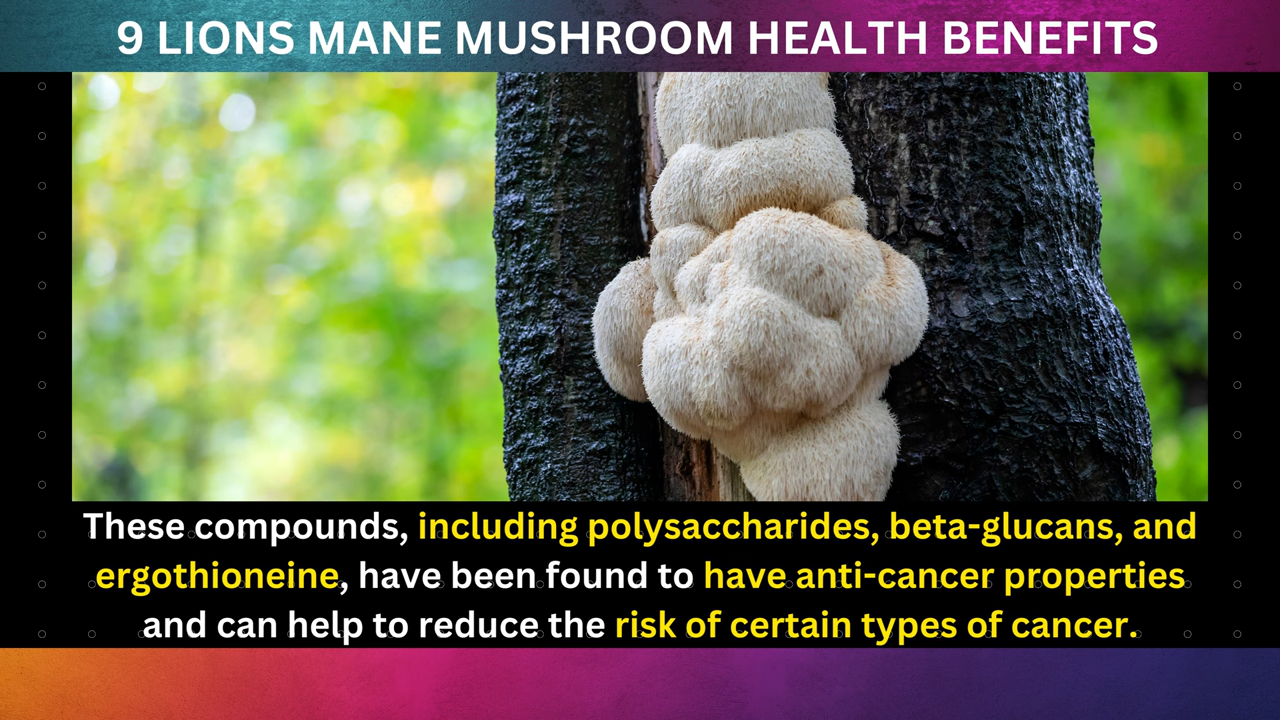 9 LIONS MANE MUSHROOM HEALTH BENEFITS
These compounds, including polysaccharides, beta-glucans, and
ergothioneine, have been found to have anti-cancer properties
and can help to reduce the risk of certain types of cancer.